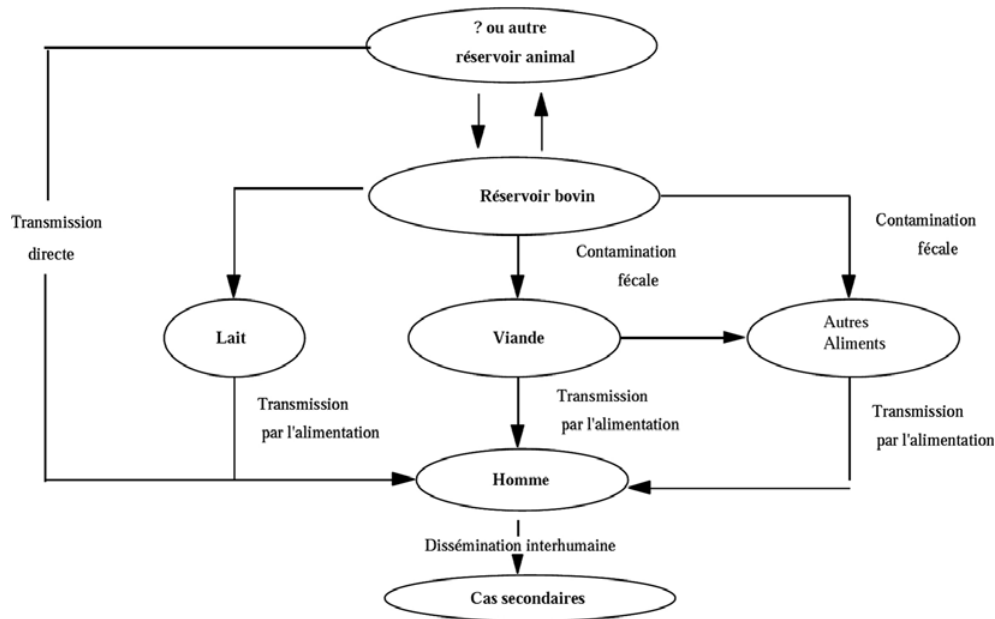 ? ou autre
réservoir animal
Réservoir bovin
Transmission
directe
Contamination
fécale
Contamination
fécale
Lait
Viande
Autres
Aliments
Transmission
par l'alimentation
Transmission
par l'alimentation
Transmission
par l'alimentation
Homme
Dissémination interhumaine
Cas secondaires